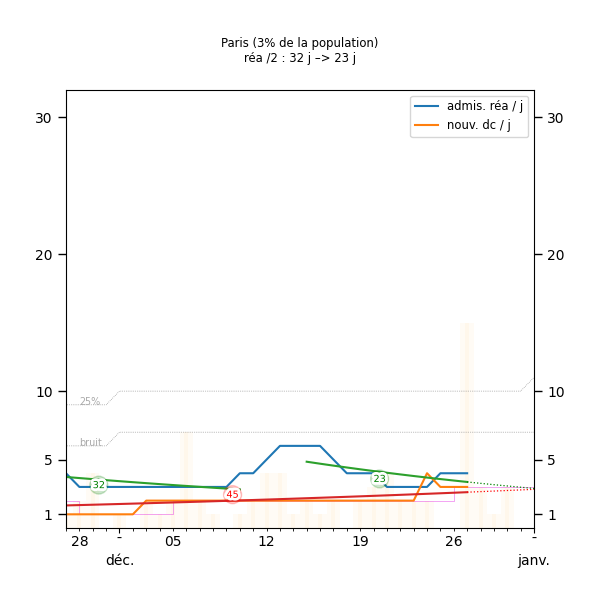 Paris (3% de la population)
réa /2 : 32 j –> 23 j
admis. réa / j
nouv. dc / j
30 30
20 20
10 10
25%
bruit
5 5
32 45 23
1 1
28 - 05 12 19 26 -
déc. janv.